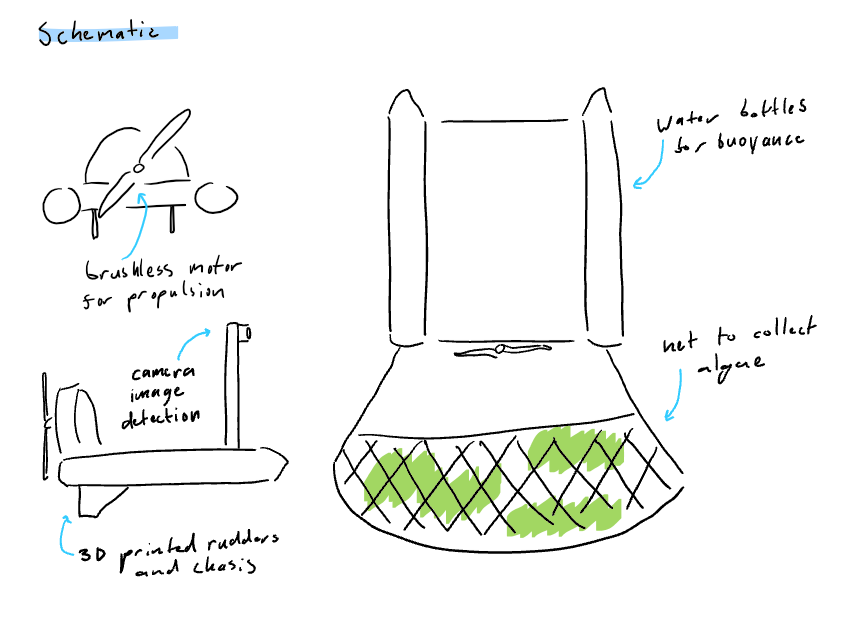 Schematic
Water bottles
for buoyance
brushless motor
for propulsion
camera
image
detection
net to collect
algae
3D printed rudders
and chasis